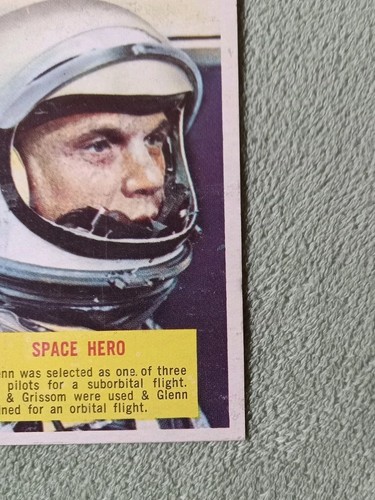 SPACE HERO
enn was selected as one of three
pilots for a suborbital flight.
& Grissom were used & Glenn
ned for an orbital flight.